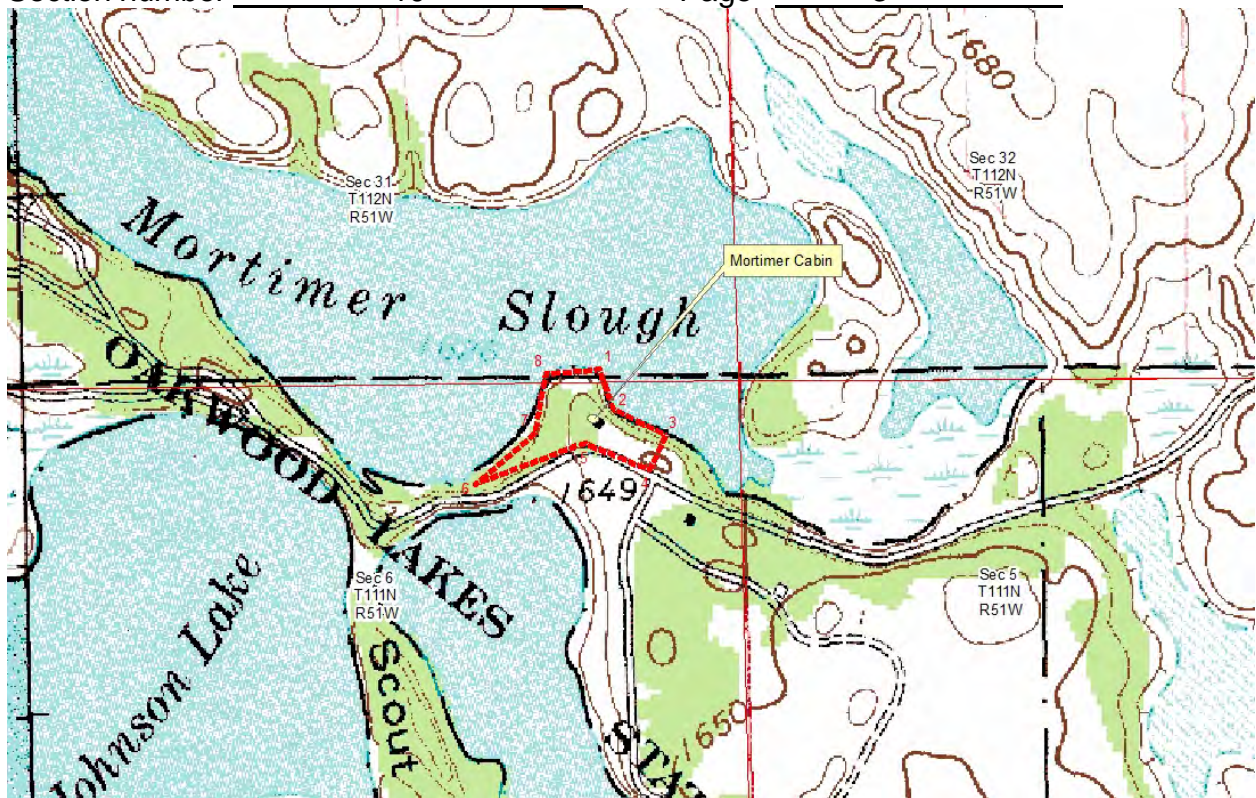 Section number 10 Page
1680
Sec 31
T112N
R51W
Sec 32
T112N
R51W
Mortimer Slough
Mortimer Cabin
8
1
2
3
7
5
6
1649
OAKWOOD LAKES STA
Sec 6
T111N
R51W
Sec 5
T111N
R51W
Johnson Lake
Scout
1650